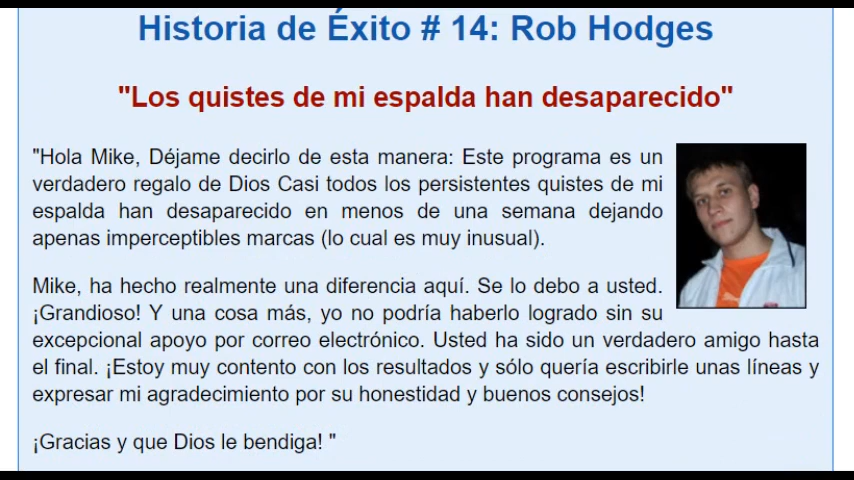 Historia de Éxito # 14: Rob Hodges
"Los quistes de mi espalda han desaparecido"
"Hola Mike, Déjame decirlo de esta manera: Este programa es un
verdadero regalo de Dios Casi todos los persistentes quistes de mi
espalda han desaparecido en menos de una semana dejando
apenas imperceptibles marcas (lo cual es muy inusual).
Mike, ha hecho realmente una diferencia aquí. Se lo debo a usted.
¡Grandioso! Y una cosa más, yo no podría haberlo logrado sin su
excepcional apoyo por correo electrónico. Usted ha sido un verdadero amigo hasta
el final. ¡Estoy muy contento con los resultados y sólo quería escribirle unas líneas y
expresar mi agradecimiento por su honestidad y buenos consejos!
¡Gracias y que Dios le bendiga! "